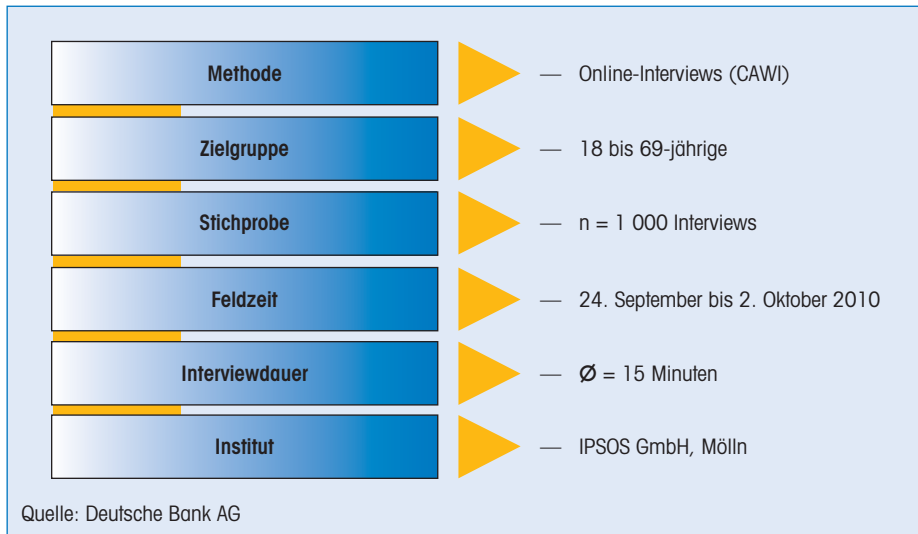 Methode — Online-Interviews (CAWI)
Zielgruppe — 18 bis 69-jährige
Stichprobe — n = 1 000 Interviews
Feldzeit — 24. September bis 2. Oktober 2010
Interviewdauer — Ø = 15 Minuten
Institut — IPSOS GmbH, Mölln
Quelle: Deutsche Bank AG